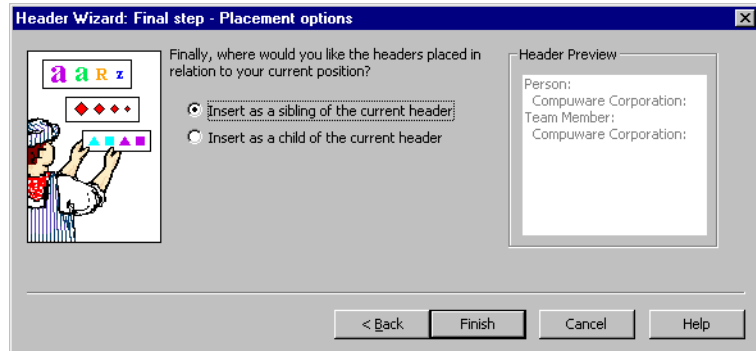 Header Wizard: Final step - Placement options
a a R z
Finally, where would you like the headers placed in
relation to your current position?
Insert as a sibling of the current header
Insert as a child of the current header
Header Preview
Person:
Compuware Corporation:
Team Member:
Compuware Corporation:
< Back
Finish
Cancel
Help